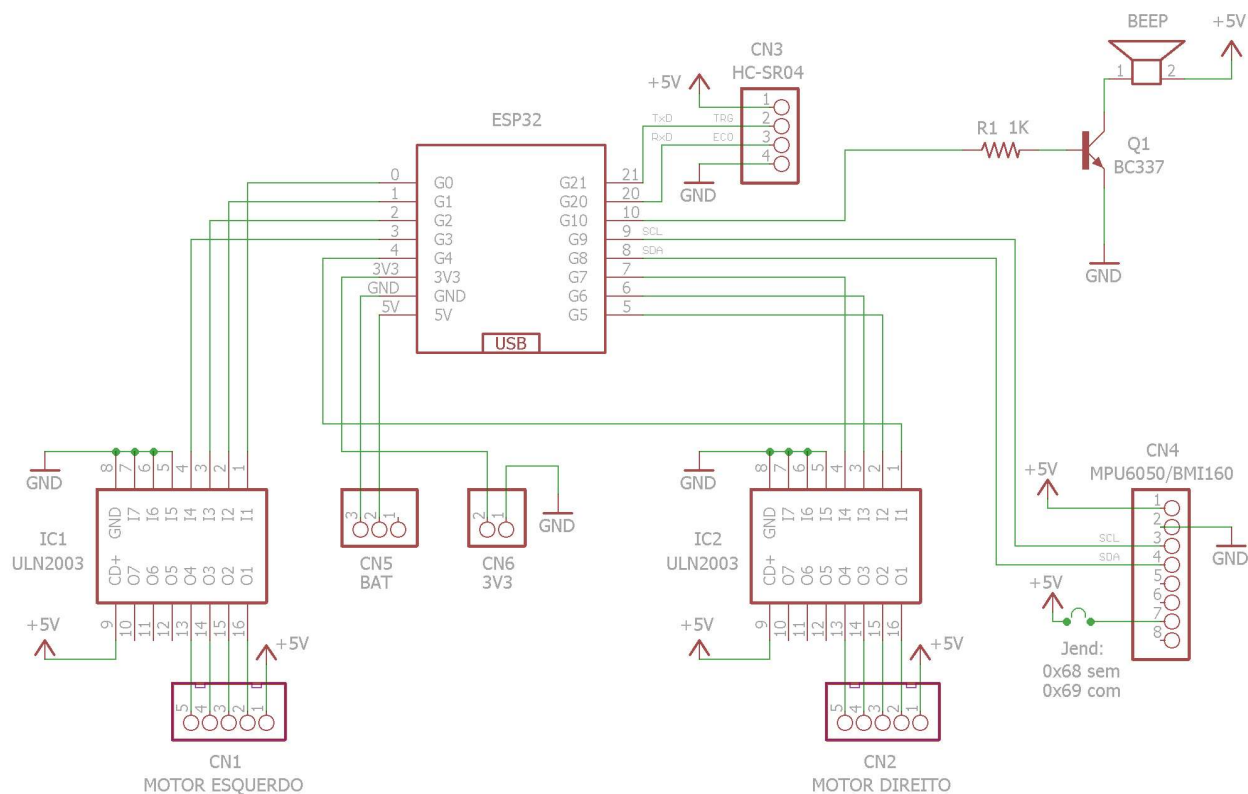 BEEP
+5V
1
2
CN3
HC-SR04
+5V
1
2
3
4
TxD
TRG
RxD
ECO
GND
R1 1K
Q1
BC337
GND
ESP32
0 G0
1 G1
2 G2
3 G3
4 G4
3V3 3V3
GND GND
5V 5V
G21 21
G20 20
G10 10
G9 9 SCL
G8 8 SDA
G7 7
G6 6
G5 5
USB
GND
8 7 6 5 4 3 2 1
GND I7 I6 I5 I4 I3 I2 I1
IC1
ULN2003
CD+ O7 O6 O5 O4 O3 O2 O1
9 10 11 12 13 14 15 16
+5V
+5V
5 4 3 2 1
CN1
MOTOR ESQUERDO
3 2 1
CN5
BAT
2 1
GND
CN6
3V3
GND
8 7 6 5 4 3 2 1
GND I7 I6 I5 I4 I3 I2 I1
IC2
ULN2003
CD+ O7 O6 O5 O4 O3 O2 O1
9 10 11 12 13 14 15 16
+5V
+5V
5 4 3 2 1
CN2
MOTOR DIREITO
CN4
MPU6050/BMI160
+5V
1
2
3
4
5
6
7
8
SCL
SDA
GND
+5V
Jend:
0x68 sem
0x69 com